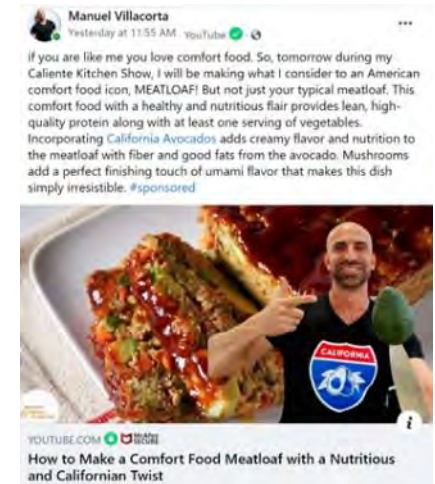 Manuel Villacorta
Yesterday at 11:55 AM · YouTube
if you are like me you love comfort food. So, tomorrow during my
Caliente Kitchen Show, I will be making what I consider to an American
comfort food icon, MEATLOAF! But not just your typical meatloaf. This
comfort food with a healthy and nutritious flair provides lean, high-
quality protein along with at least one serving of vegetables.
Incorporating California Avocados adds creamy flavor and nutrition to
the meatloaf with fiber and good fats from the avocado. Mushrooms
add a perfect finishing touch of umami flavor that makes this dish
simply irresistible. #sponsored
CALIFORNIA
i
YOUTUBE.COM McAfee SECURE
How to Make a Comfort Food Meatloaf with a Nutritious
and Californian Twist